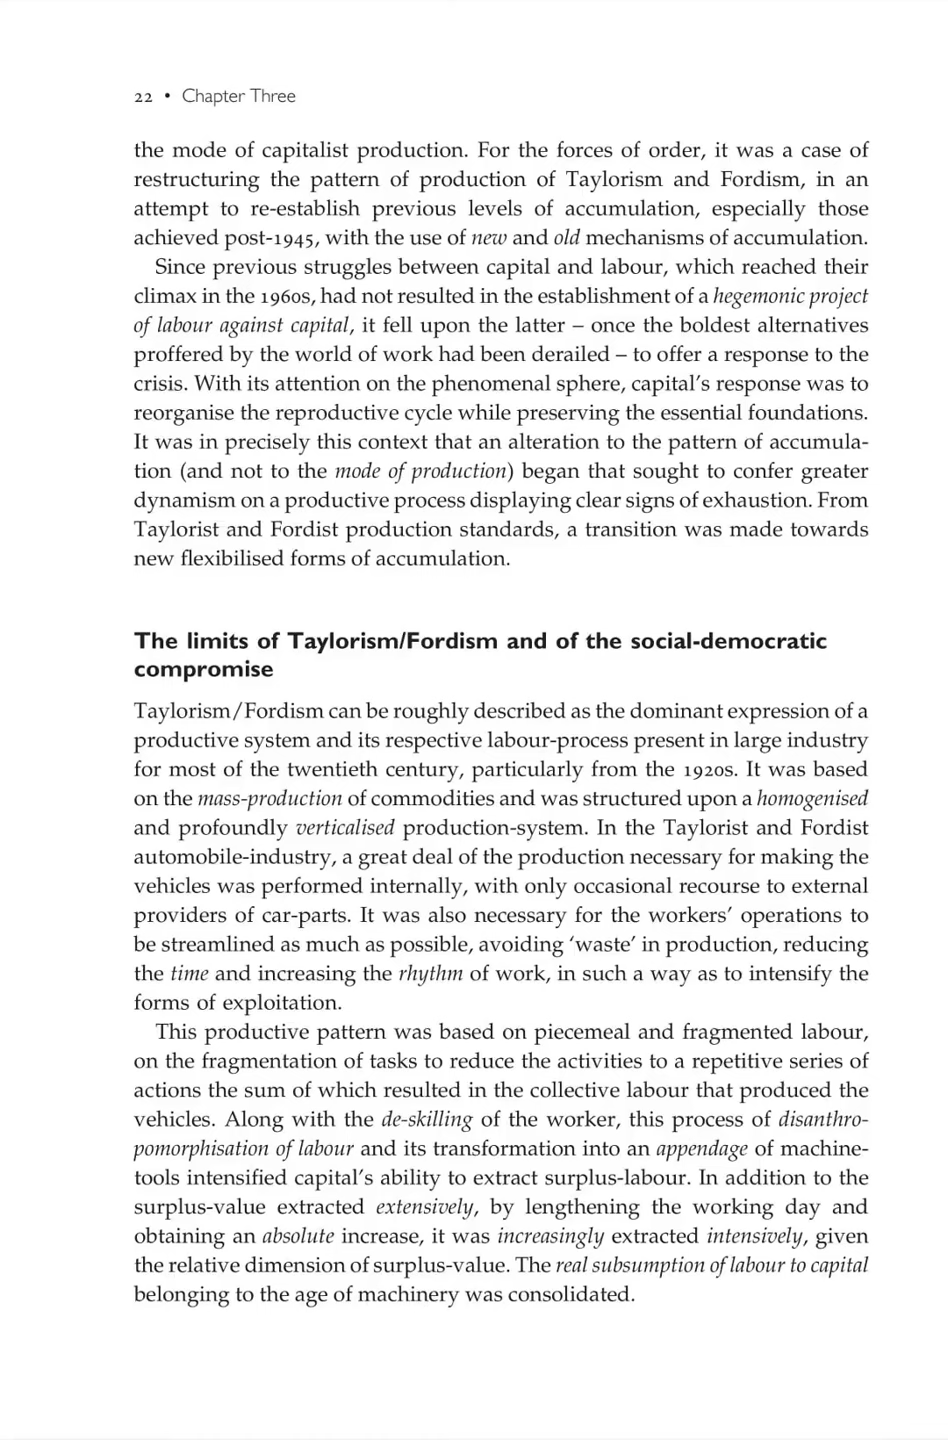 22 • Chapter Three
the mode of capitalist production. For the forces of order, it was a case of
restructuring the pattern of production of Taylorism and Fordism, in an
attempt to re-establish previous levels of accumulation, especially those
achieved post-1945, with the use of new and old mechanisms of accumulation.
Since previous struggles between capital and labour, which reached their
climax in the 1960s, had not resulted in the establishment of a hegemonic project
of labour against capital, it fell upon the latter – once the boldest alternatives
proffered by the world of work had been derailed – to offer a response to the
crisis. With its attention on the phenomenal sphere, capital’s response was to
reorganise the reproductive cycle while preserving the essential foundations.
It was in precisely this context that an alteration to the pattern of accumula-
tion (and not to the mode of production) began that sought to confer greater
dynamism on a productive process displaying clear signs of exhaustion. From
Taylorist and Fordist production standards, a transition was made towards
new flexibilised forms of accumulation.
The limits of Taylorism/Fordism and of the social-democratic
compromise
Taylorism/Fordism can be roughly described as the dominant expression of a
productive system and its respective labour-process present in large industry
for most of the twentieth century, particularly from the 1920s. It was based
on the mass-production of commodities and was structured upon a homogenised
and profoundly verticalised production-system. In the Taylorist and Fordist
automobile-industry, a great deal of the production necessary for making the
vehicles was performed internally, with only occasional recourse to external
providers of car-parts. It was also necessary for the workers’ operations to
be streamlined as much as possible, avoiding ‘waste’ in production, reducing
the time and increasing the rhythm of work, in such a way as to intensify the
forms of exploitation.
This productive pattern was based on piecemeal and fragmented labour,
on the fragmentation of tasks to reduce the activities to a repetitive series of
actions the sum of which resulted in the collective labour that produced the
vehicles. Along with the de-skilling of the worker, this process of disanthro-
pomorphisation of labour and its transformation into an appendage of machine-
tools intensified capital’s ability to extract surplus-labour. In addition to the
surplus-value extracted extensively, by lengthening the working day and
obtaining an absolute increase, it was increasingly extracted intensively, given
the relative dimension of surplus-value. The real subsumption of labour to capital
belonging to the age of machinery was consolidated.